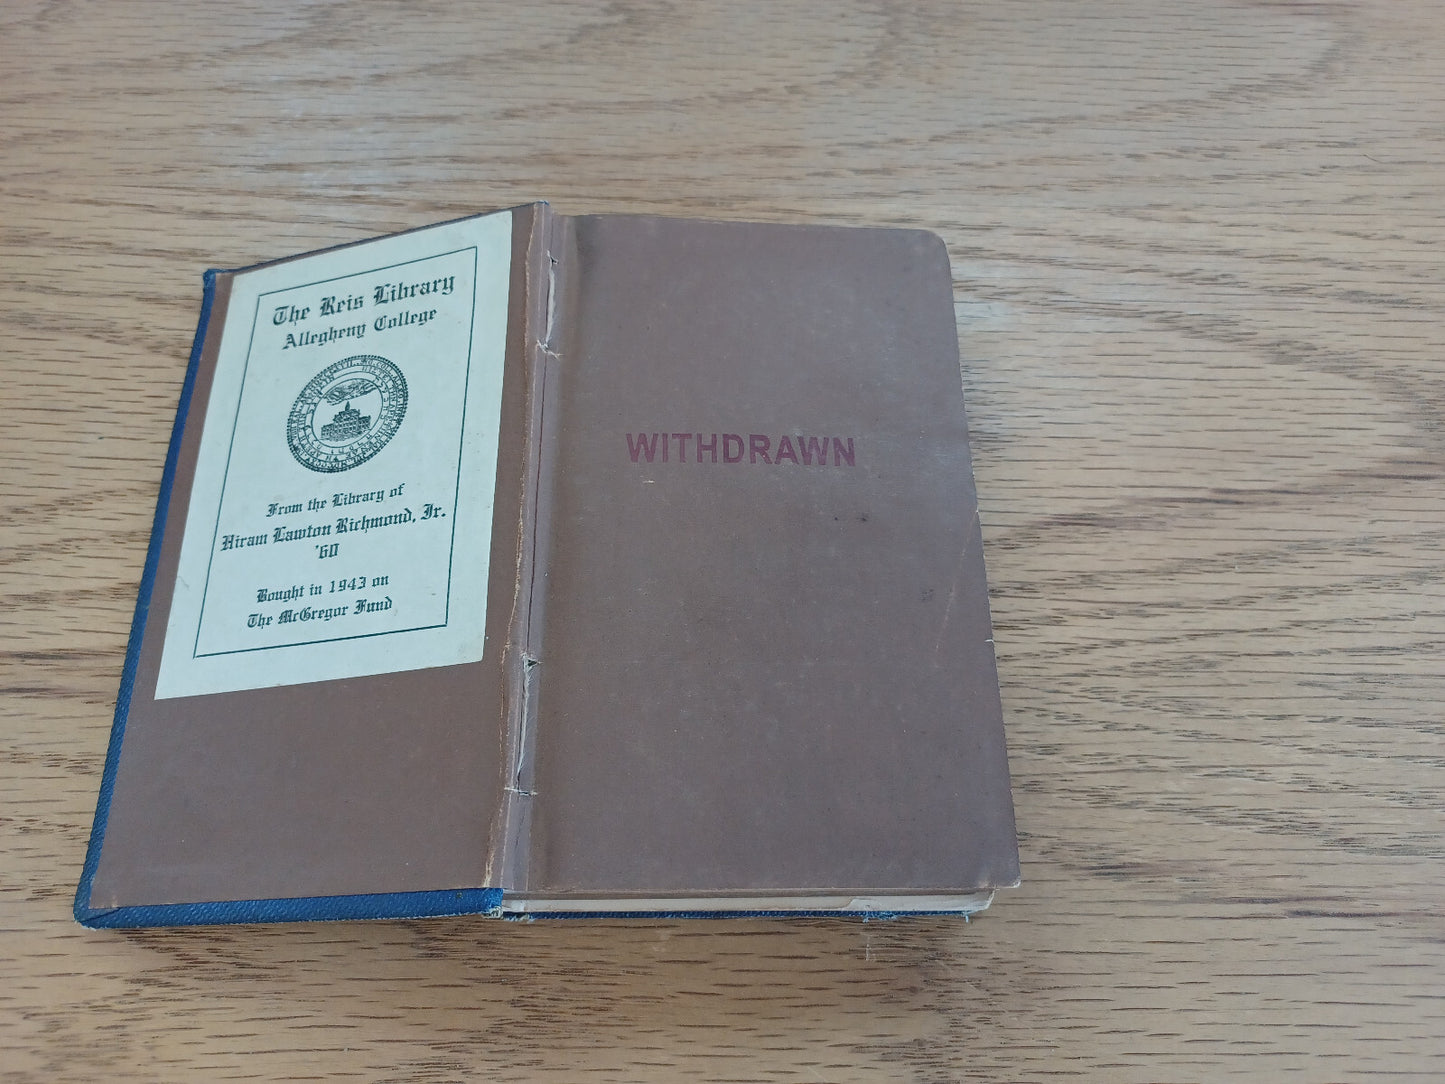 The Reis Library
Allegheny College
From the Library of
Hiram Lawton Richmond, Jr.
'60
Bought in 1943 on
The McGregor Fund
WITHDRAWN